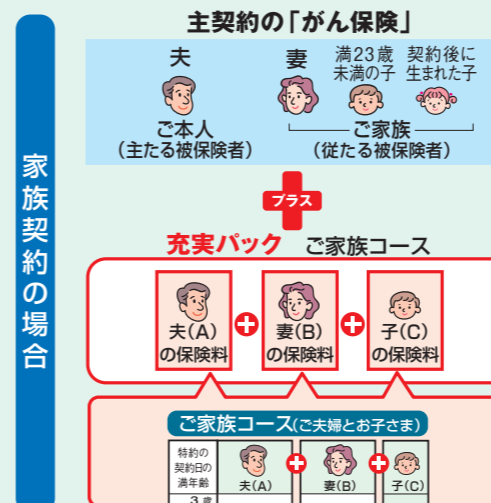 家族契約の場合
主契約の「がん保険」
夫
妻
満23歳
未満の子
契約後に
生まれた子
ご本人
(主たる被保険者)
ご家族
(従たる被保険者)
プラス
充実パック ご家族コース
夫(A)
の保険料
妻(B)
の保険料
子(C)
の保険料
ご家族コース(ご夫婦とお子さま)
特約の
契約日の
満年齢
夫(A)
妻(B)
子(C)
3歳